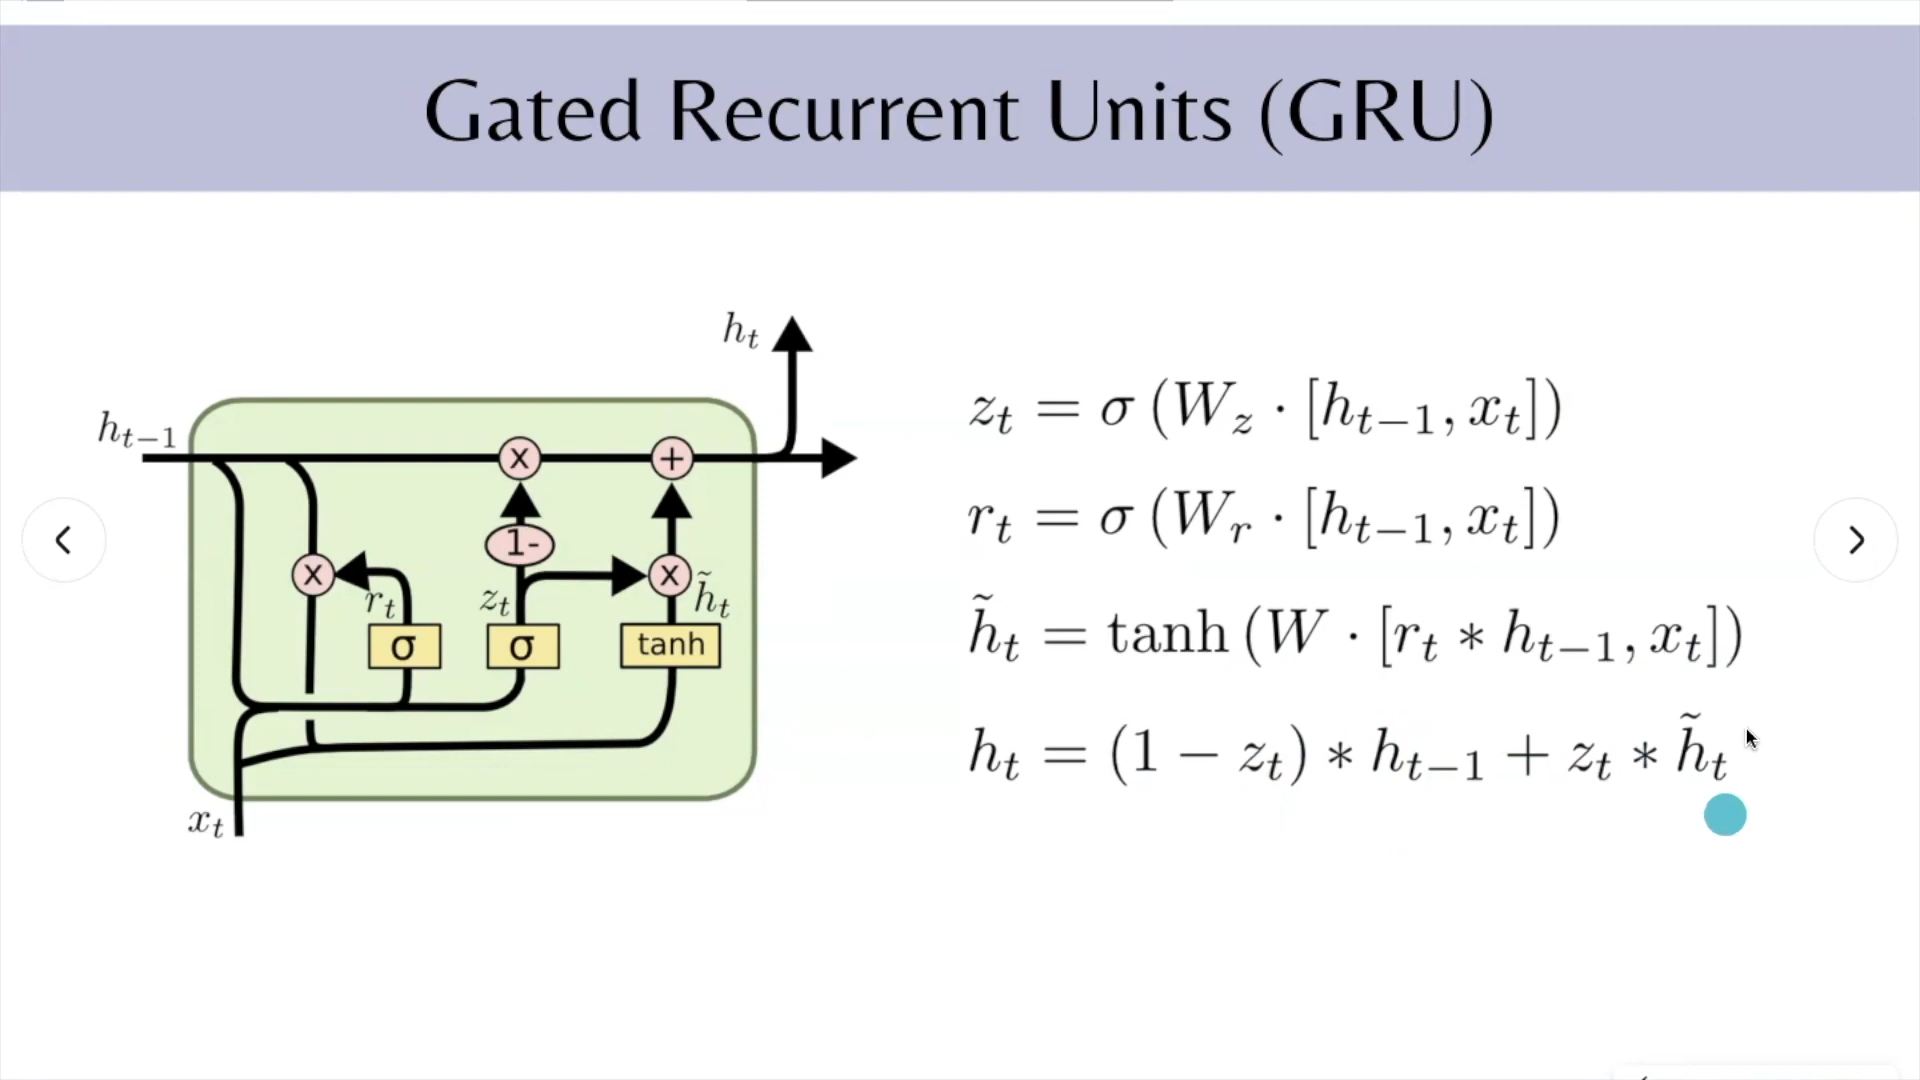 Gated Recurrent Units (GRU)
h_t
h_{t-1}
x + 
1-
x x
r_t z_t h̃_t
σ σ tanh
x_t
z_t = σ (W_z · [h_{t-1}, x_t])
r_t = σ (W_r · [h_{t-1}, x_t])
h̃_t = tanh (W · [r_t * h_{t-1}, x_t])
h_t = (1 − z_t) * h_{t-1} + z_t * h̃_t